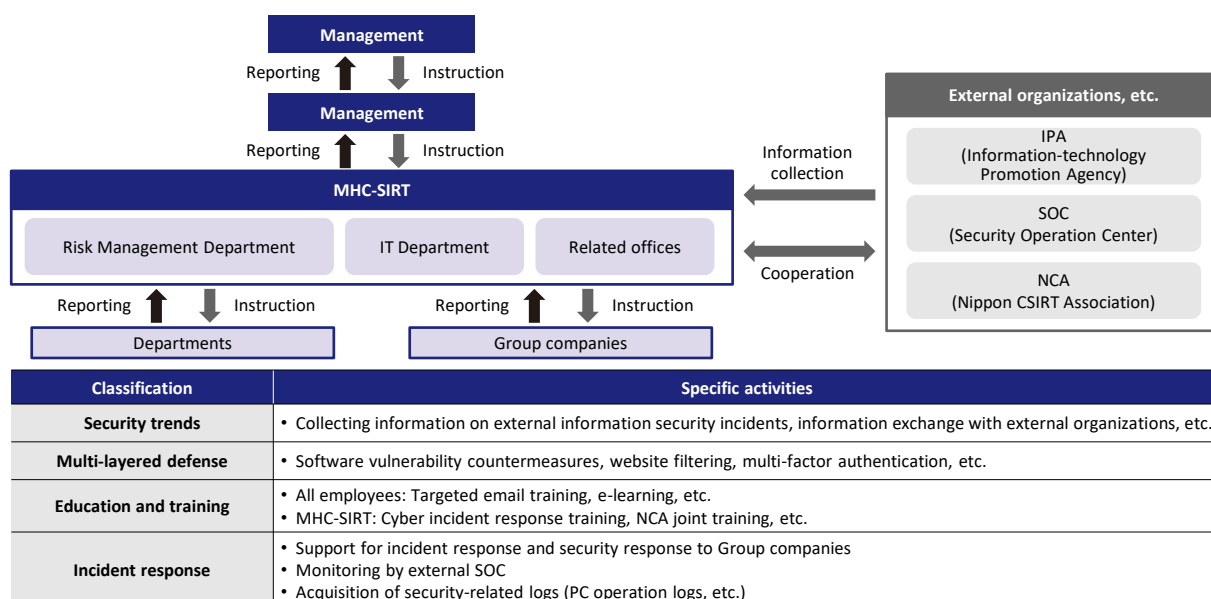 Management
Reporting
Instruction
Management
Reporting
Instruction
MHC-SIRT
Risk Management Department
IT Department
Related offices
Reporting
Instruction
Reporting
Instruction
Departments
Group companies
Information
collection
Cooperation
External organizations, etc.
IPA
(Information-technology
Promotion Agency)
SOC
(Security Operation Center)
NCA
(Nippon CSIRT Association)
Classification
Specific activities
Security trends
• Collecting information on external information security incidents, information exchange with external organizations, etc.
Multi-layered defense
• Software vulnerability countermeasures, website filtering, multi-factor authentication, etc.
Education and training
• All employees: Targeted email training, e-learning, etc.
• MHC-SIRT: Cyber incident response training, NCA joint training, etc.
Incident response
• Support for incident response and security response to Group companies
• Monitoring by external SOC
• Acquisition of security-related logs (PC operation logs, etc.)